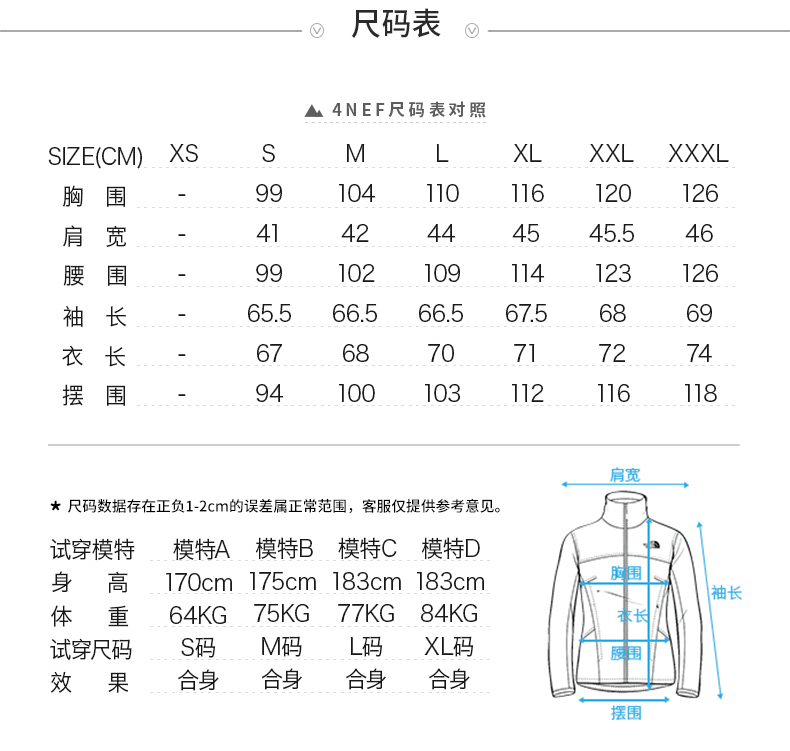 尺码表
4NEF尺码表对照
SIZE(CM) XS S M L XL XXL XXXL
胸 围 - 99 104 110 116 120 126
肩 宽 - 41 42 44 45 45.5 46
腰 围 - 99 102 109 114 123 126
袖 长 - 65.5 66.5 66.5 67.5 68 69
衣 长 - 67 68 70 71 72 74
摆 围 - 94 100 103 112 116 118
★ 尺码数据存在正负1-2cm的误差属正常范围，客服仅提供参考意见。
试穿模特 模特A 模特B 模特C 模特D
身 高 170cm 175cm 183cm 183cm
体 重 64KG 75KG 77KG 84KG
试穿尺码 S码 M码 L码 XL码
效 果 合身 合身 合身 合身
肩宽
胸围
袖长
衣长
腰围
摆围